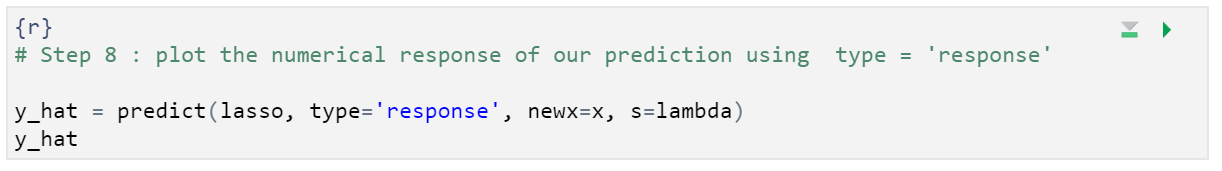 {r}
# Step 8 : plot the numerical response of our prediction using  type = 'response'
y_hat = predict(lasso, type='response', newx=x, s=lambda)
y_hat